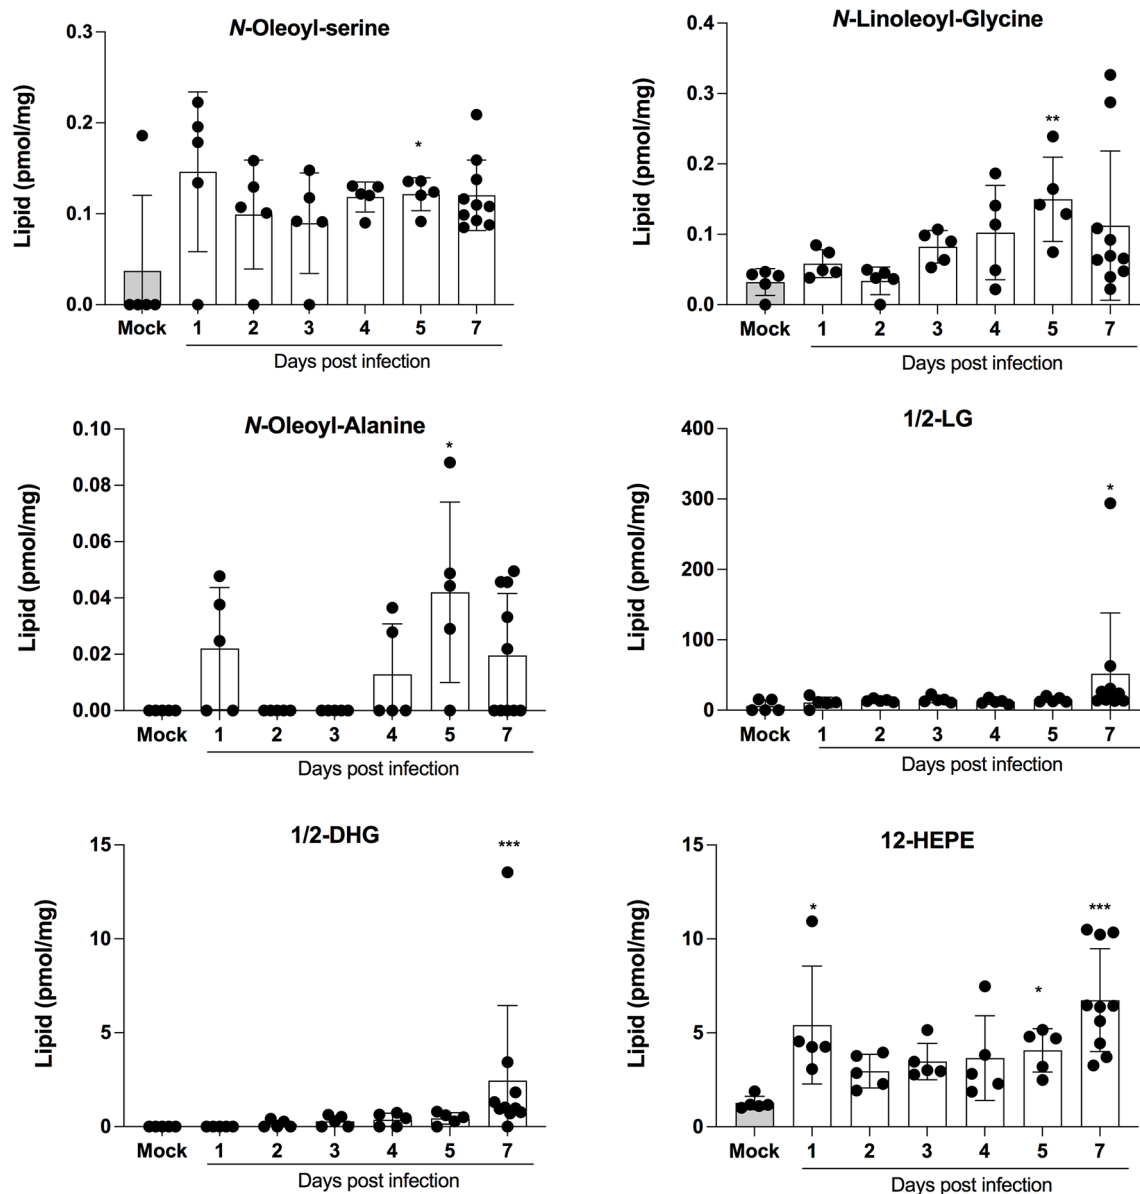 N-Oleoyl-serine
Lipid (pmol/mg)
0.3
0.2
0.1
0.0
*
Mock 1 2 3 4 5 7
Days post infection
N-Linoleoyl-Glycine
Lipid (pmol/mg)
0.4
0.3
0.2
0.1
0.0
**
Mock 1 2 3 4 5 7
Days post infection
N-Oleoyl-Alanine
Lipid (pmol/mg)
0.10
0.08
0.06
0.04
0.02
0.00
*
Mock 1 2 3 4 5 7
Days post infection
1/2-LG
Lipid (pmol/mg)
400
300
200
100
0
*
Mock 1 2 3 4 5 7
Days post infection
1/2-DHG
Lipid (pmol/mg)
15
10
5
0
***
Mock 1 2 3 4 5 7
Days post infection
12-HEPE
Lipid (pmol/mg)
15
10
5
0
*
*
***
Mock 1 2 3 4 5 7
Days post infection